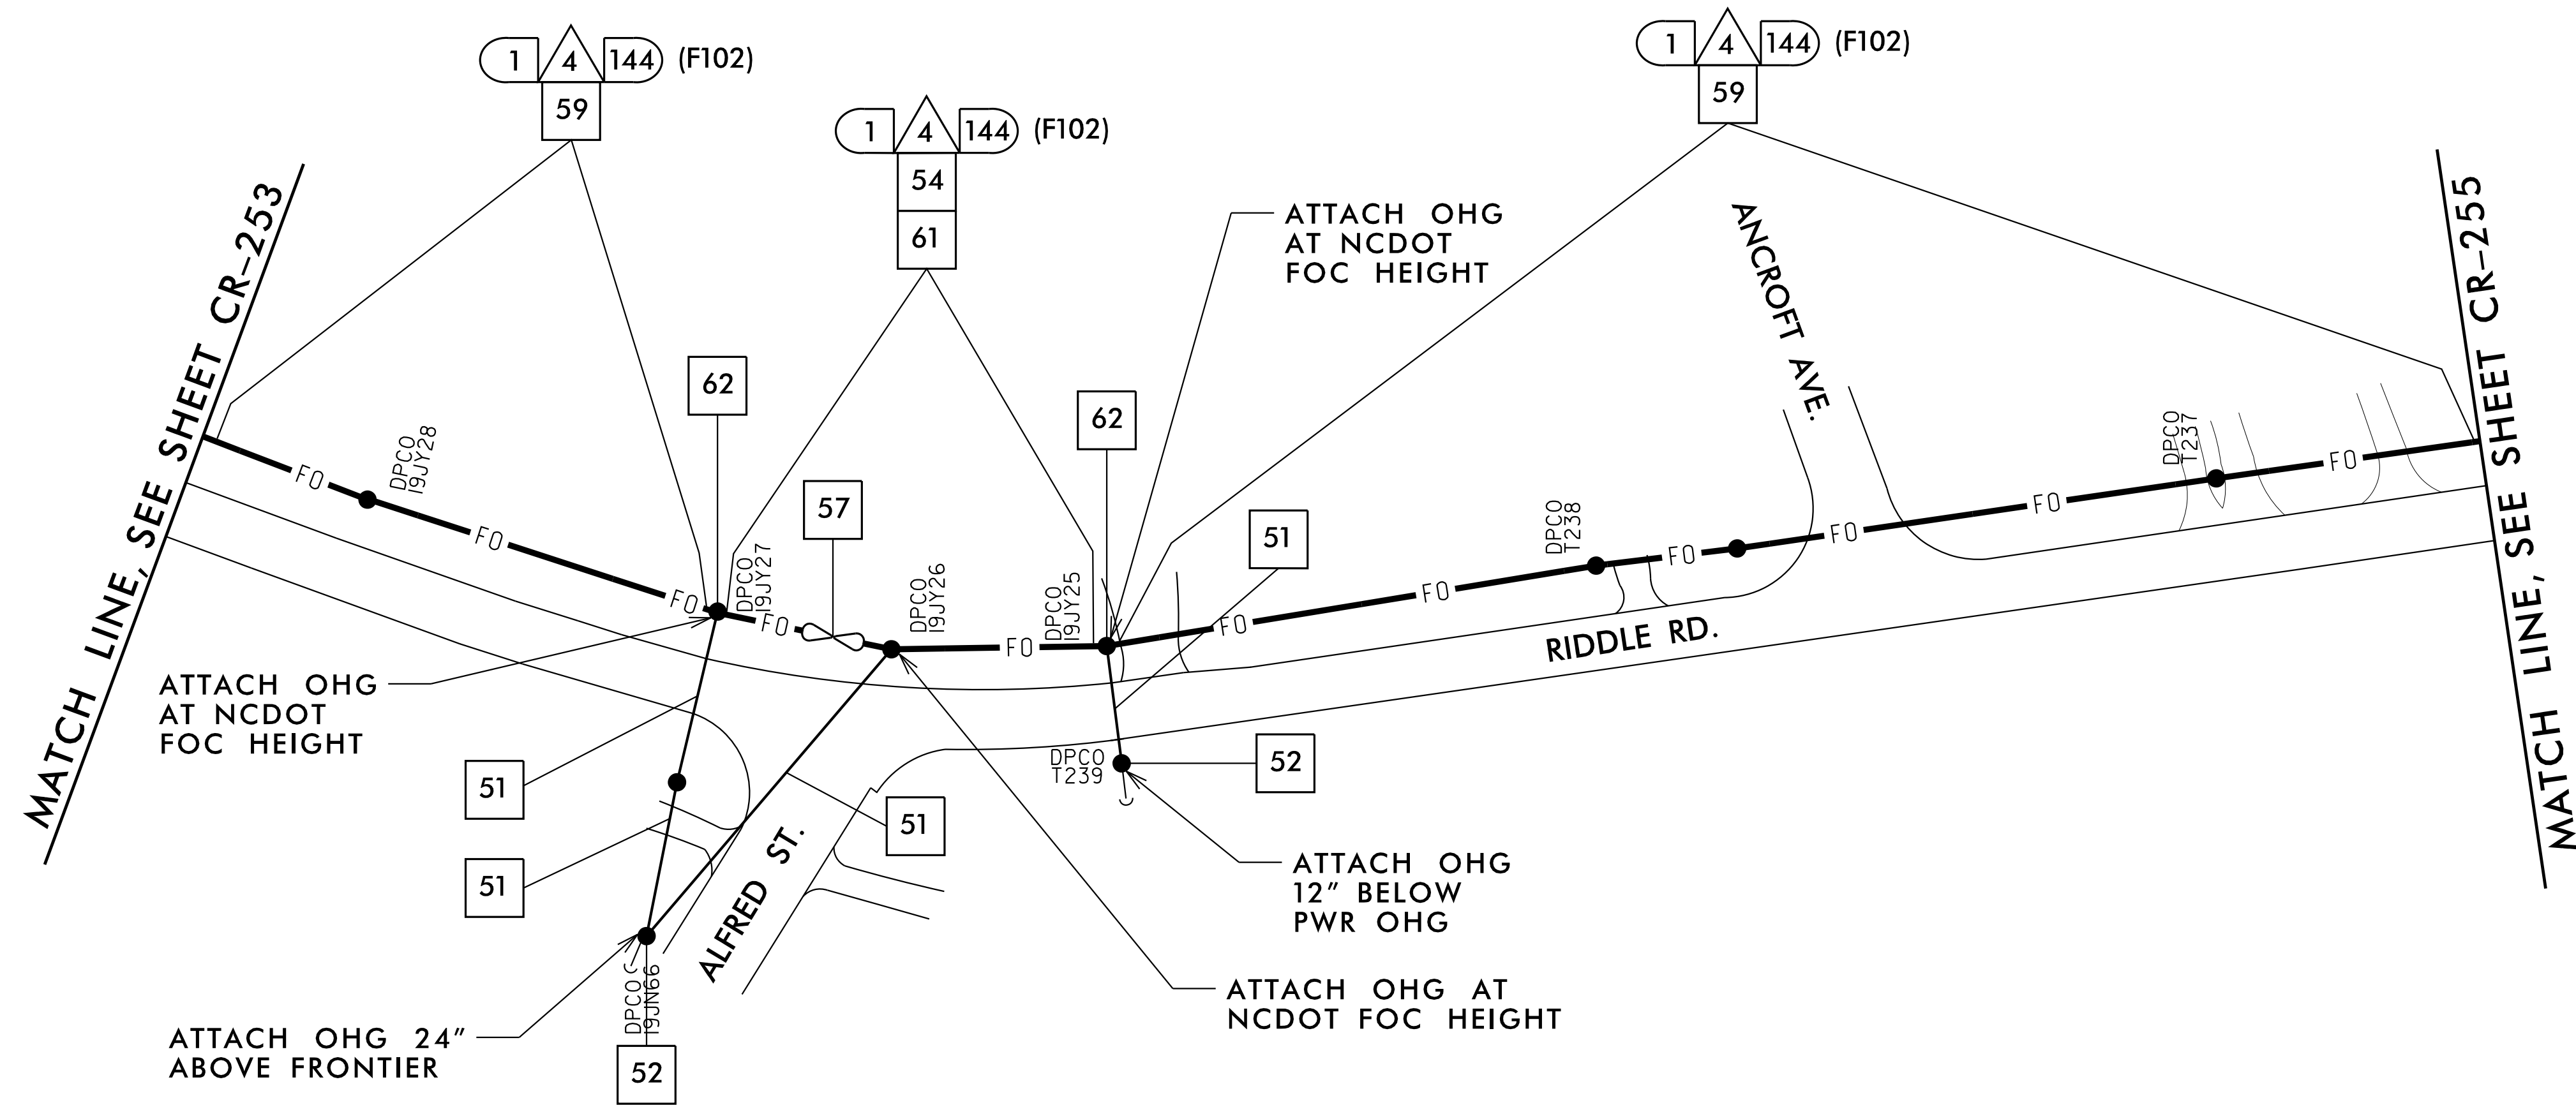 1 4 144 (F102)
59
1 4 144 (F102)
54
61
1 4 144 (F102)
59
MATCH LINE, SEE SHEET CR-253
MATCH LINE, SEE SHEET CR-255
ATTACH OHG
AT NCDOT
FOC HEIGHT
ANCROFT AVE.
62
62
57
51
DPCO
19JY28
DPCO
19JY27
DPCO
19JY26
DPCO
19JY25
DPCO
T238
DPCO
T237
FO
FO
FO
FO
FO
FO
FO
FO
FO
FO
FO
RIDDLE RD.
ATTACH OHG
AT NCDOT
FOC HEIGHT
51
51
51
DPCO
T239
52
ALFRED ST.
ATTACH OHG
12" BELOW
PWR OHG
ATTACH OHG AT
NCDOT FOC HEIGHT
DPCO
19JN66
ATTACH OHG 24"
ABOVE FRONTIER
52